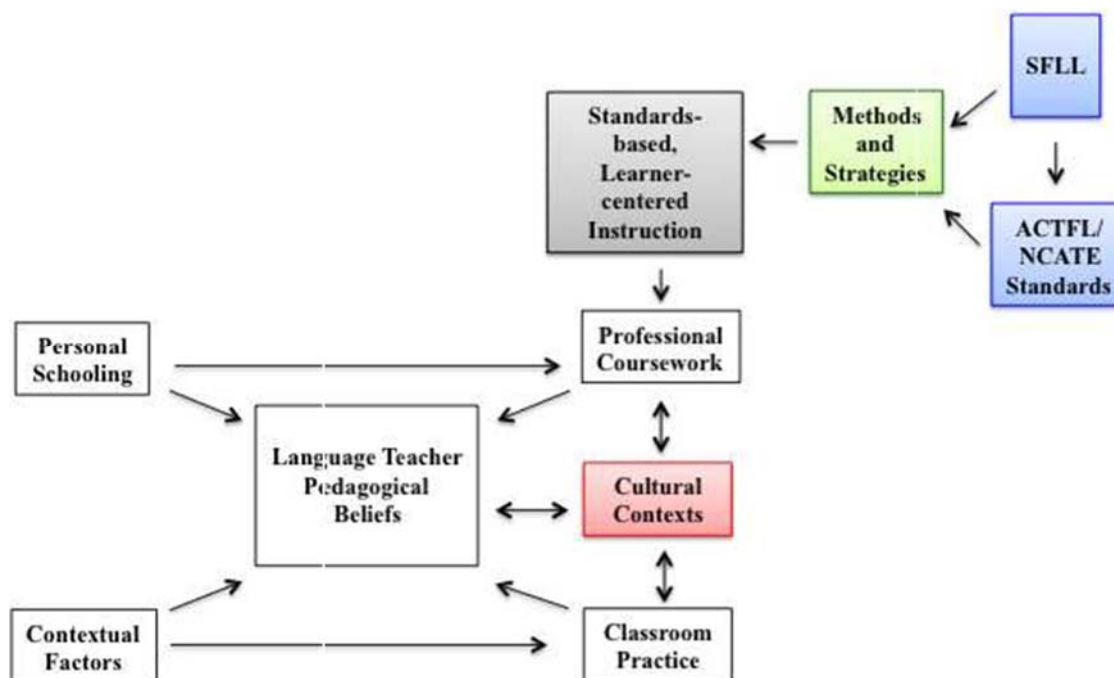 SFLL
Standards-
based,
Learner-
centered
Instruction
Methods
and
Strategies
ACTFL/
NCATE
Standards
Personal
Schooling
Professional
Coursework
Language Teacher
Pedagogical
Beliefs
Cultural
Contexts
Contextual
Factors
Classroom
Practice